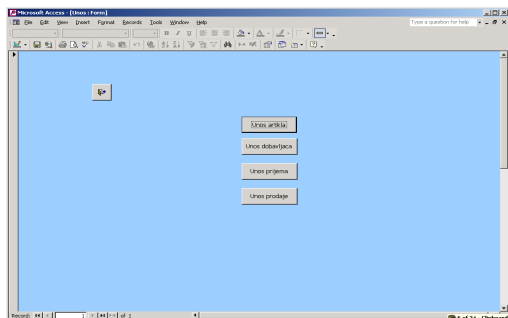 Microsoft Access - [Unos : Form]
File Edit View Insert Format Records Tools Window Help Type a question for help
Unos artikla
Unos dobavljaca
Unos prijema
Unos prodaje
Record: 1 of 1